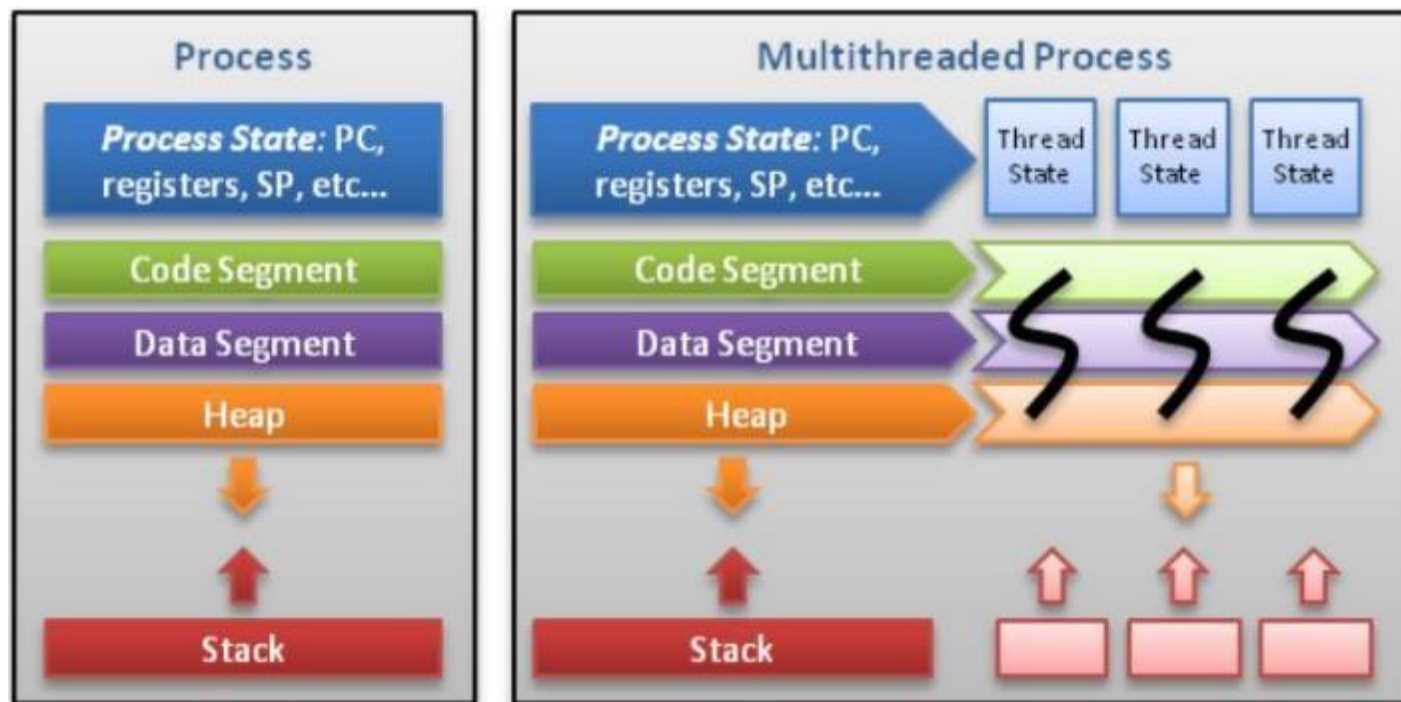 Process
Process State: PC,
registers, SP, etc...
Code Segment
Data Segment
Heap
Stack
Multithreaded Process
Process State: PC,
registers, SP, etc...
Thread
State
Thread
State
Thread
State
Code Segment
Data Segment
Heap
Stack